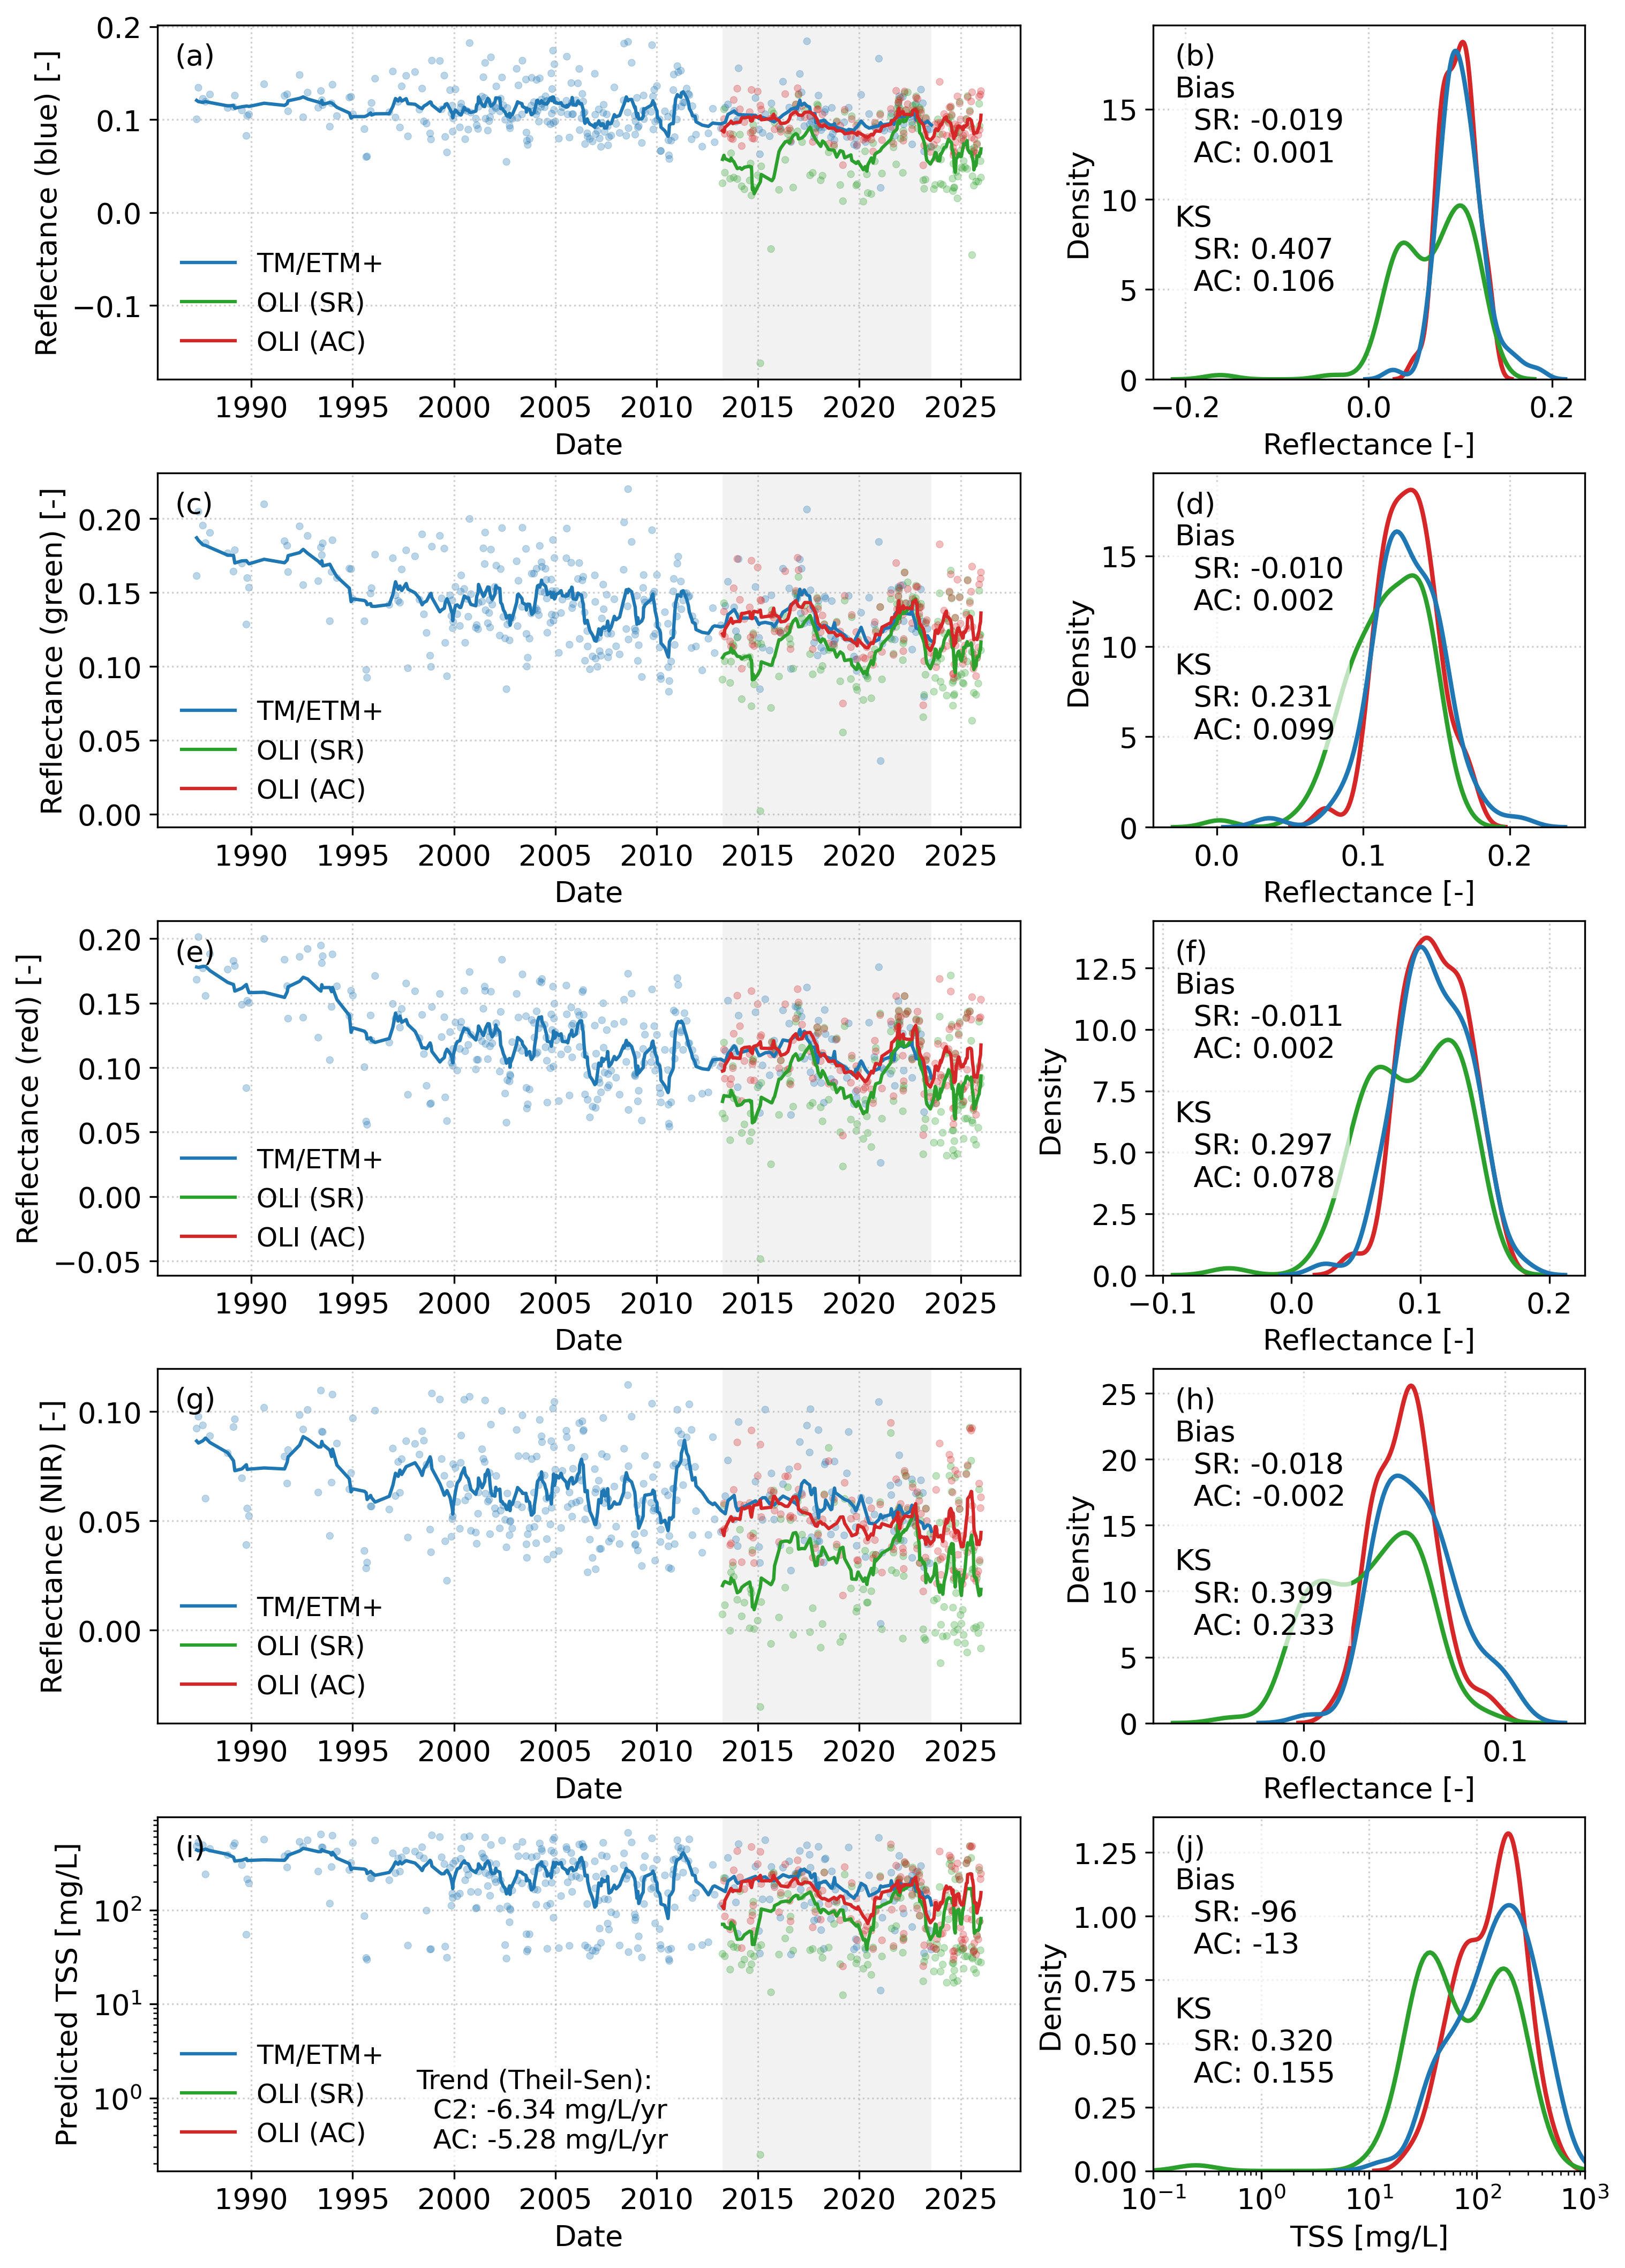 (a)
Reflectance (blue) [-]
0.2
0.1
0.0
−0.1
TM/ETM+
OLI (SR)
OLI (AC)
1990 1995 2000 2005 2010 2015 2020 2025
Date
(b)
Bias
SR: -0.019
AC: 0.001
KS
SR: 0.407
AC: 0.106
Density
15
10
5
0
−0.2 0.0 0.2
Reflectance [-]
(c)
Reflectance (green) [-]
0.20
0.15
0.10
0.05
0.00
TM/ETM+
OLI (SR)
OLI (AC)
1990 1995 2000 2005 2010 2015 2020 2025
Date
(d)
Bias
SR: -0.010
AC: 0.002
KS
SR: 0.231
AC: 0.099
Density
15
10
5
0
0.0 0.1 0.2
Reflectance [-]
(e)
Reflectance (red) [-]
0.20
0.15
0.10
0.05
0.00
−0.05
TM/ETM+
OLI (SR)
OLI (AC)
1990 1995 2000 2005 2010 2015 2020 2025
Date
(f)
Bias
SR: -0.011
AC: 0.002
KS
SR: 0.297
AC: 0.078
Density
12.5
10.0
7.5
5.0
2.5
0.0
−0.1 0.0 0.1 0.2
Reflectance [-]
(g)
Reflectance (NIR) [-]
0.10
0.05
0.00
TM/ETM+
OLI (SR)
OLI (AC)
1990 1995 2000 2005 2010 2015 2020 2025
Date
(h)
Bias
SR: -0.018
AC: -0.002
KS
SR: 0.399
AC: 0.233
Density
25
20
15
10
5
0
0.0 0.1
Reflectance [-]
(i)
Predicted TSS [mg/L]
10²
10¹
10⁰
TM/ETM+
OLI (SR)
OLI (AC)
Trend (Theil-Sen):
C2: -6.34 mg/L/yr
AC: -5.28 mg/L/yr
1990 1995 2000 2005 2010 2015 2020 2025
Date
(j)
Bias
SR: -96
AC: -13
KS
SR: 0.320
AC: 0.155
Density
1.25
1.00
0.75
0.50
0.25
0.00
10⁻¹ 10⁰ 10¹ 10² 10³
TSS [mg/L]